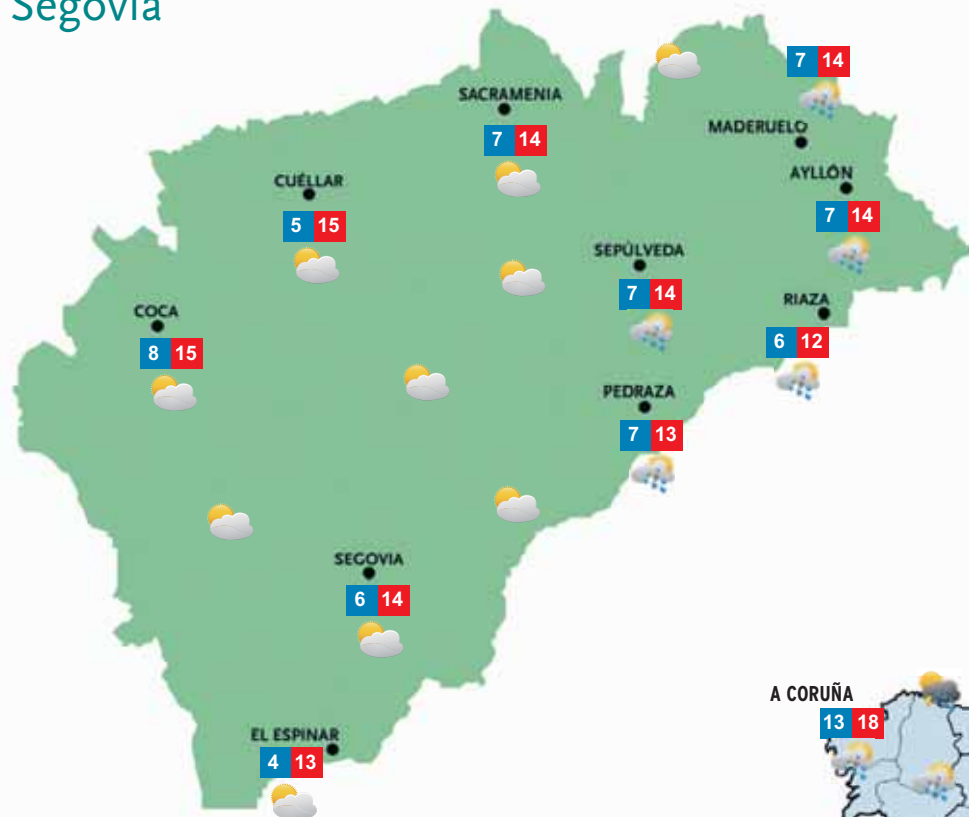 Segovia
7 14
SACRAMENIA
7 14
MADERUELO
CUÉLLAR
5 15
AYLLÓN
7 14
SEPÚLVEDA
7 14
RIAZA
6 12
COCA
8 15
PEDRAZA
7 13
SEGOVIA
6 14
A CORUÑA
13 18
EL ESPINAR
4 13